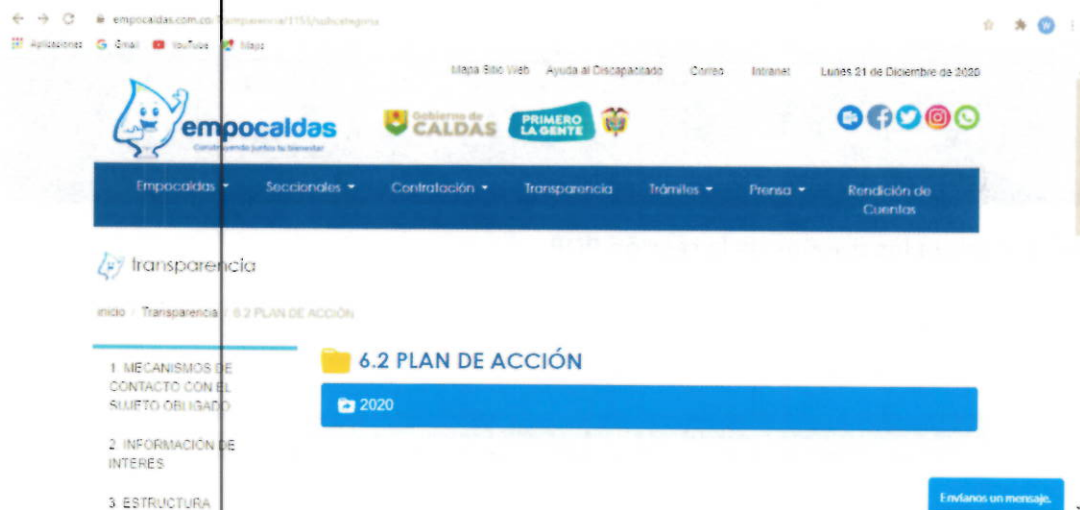 empocaldas.com.co/transparencia/1155/subcategoria
Aplicaciones Gmail YouTube Maps
Mapa Sitio Web Ayuda al Discapacitado Correo Intranet Lunes 21 de Diciembre de 2020
empocaldas
Construyendo juntos tu bienestar
Gobierno de
CALDAS
PRIMERO
LA GENTE
Empocaldas Seccionales Contratación Transparencia Trámites Prensa Rendición de
Cuentas
transparencia
Inicio / Transparencia / 6.2 PLAN DE ACCIÓN
6.2 PLAN DE ACCIÓN
2020
1. MECANISMOS DE
CONTACTO CON EL
SUJETO OBLIGADO
2. INFORMACIÓN DE
INTERES
3. ESTRUCTURA
Envíanos un mensaje.